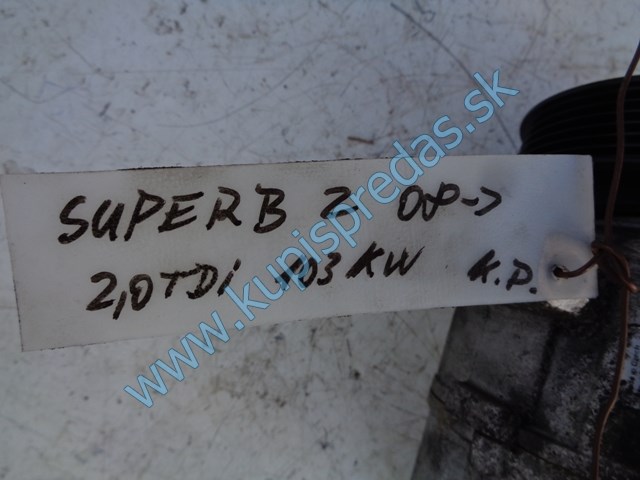 SUPERB 2 08->
2,0TDi 103KW K.P.
www.kupispredas.sk